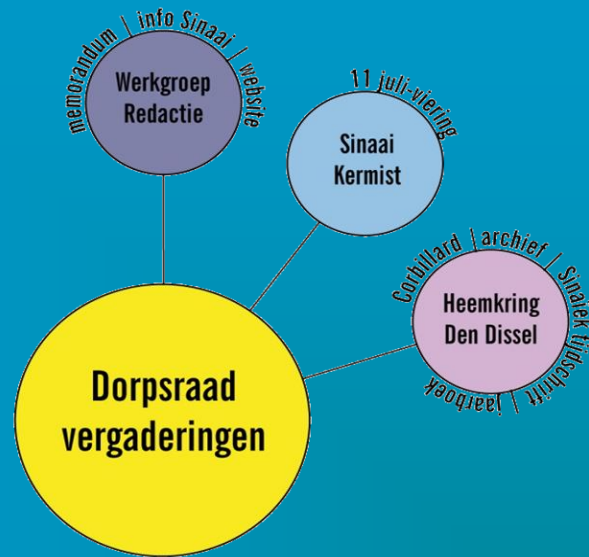 memorandum | info Sinaai | website
Werkgroep
Redactie
11 juli-viering
Sinaai
Kermist
Corbillard | archief | Sinaiek tijdschrift | jaarboek
Heemkring
Den Dissel
Dorpsraad
vergaderingen